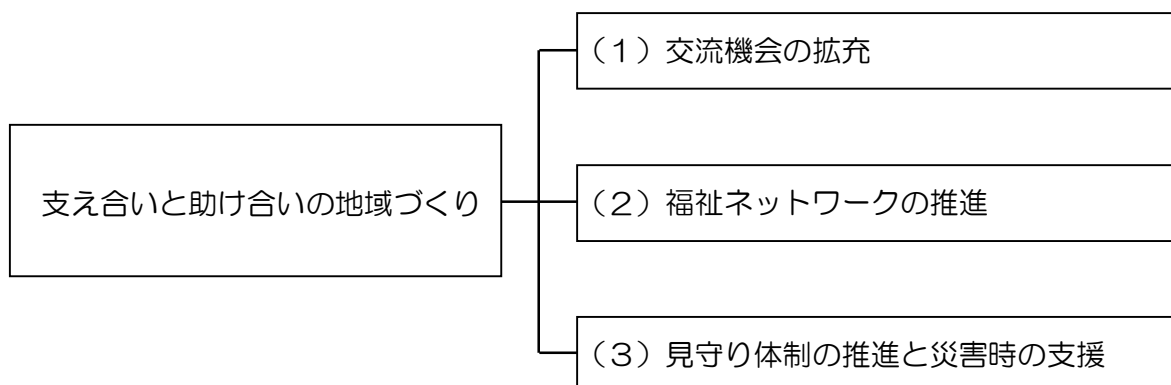 支え合いと助け合いの地域づくり
（１）交流機会の拡充
（２）福祉ネットワークの推進
（３）見守り体制の推進と災害時の支援